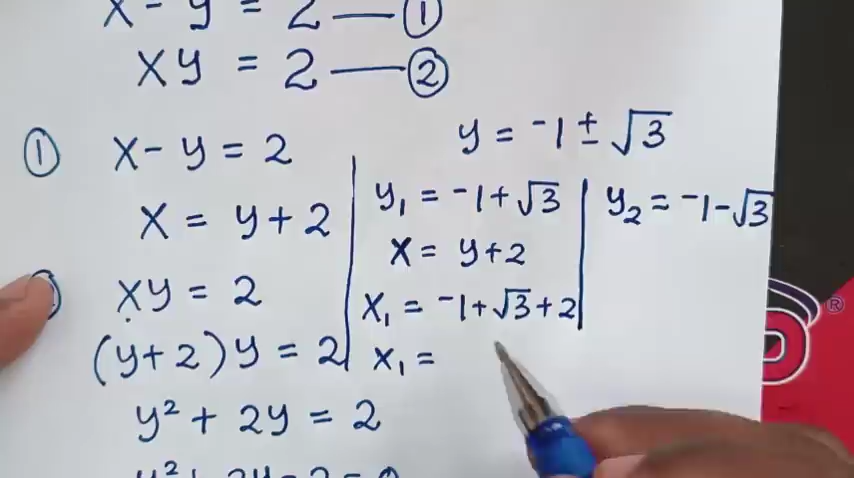 x - y = 2 — ①
xy = 2 — ②
① x - y = 2
x = y + 2
xy = 2
(y + 2) y = 2
y² + 2y = 2
y = -1 ± √3
y₁ = -1 + √3
x = y + 2
x₁ = -1 + √3 + 2
x₁ =
y₂ = -1 - √3
®